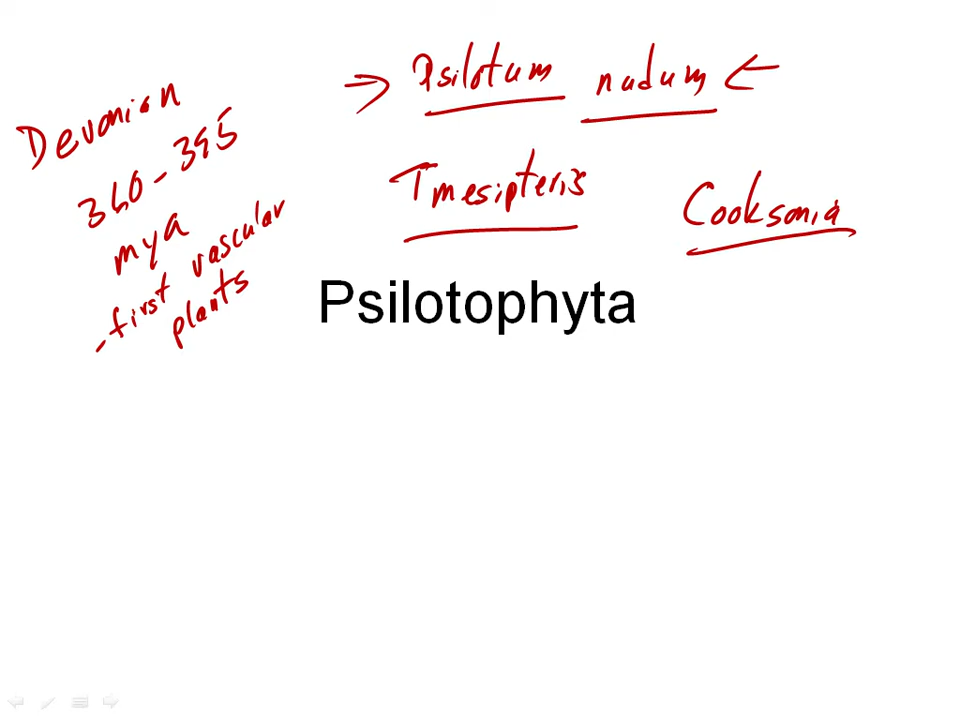 → Psilotum nudum ←
Devonian
360-395
mya
- first vascular
plants
Tmesipteris
Cooksonia
Psilotophyta